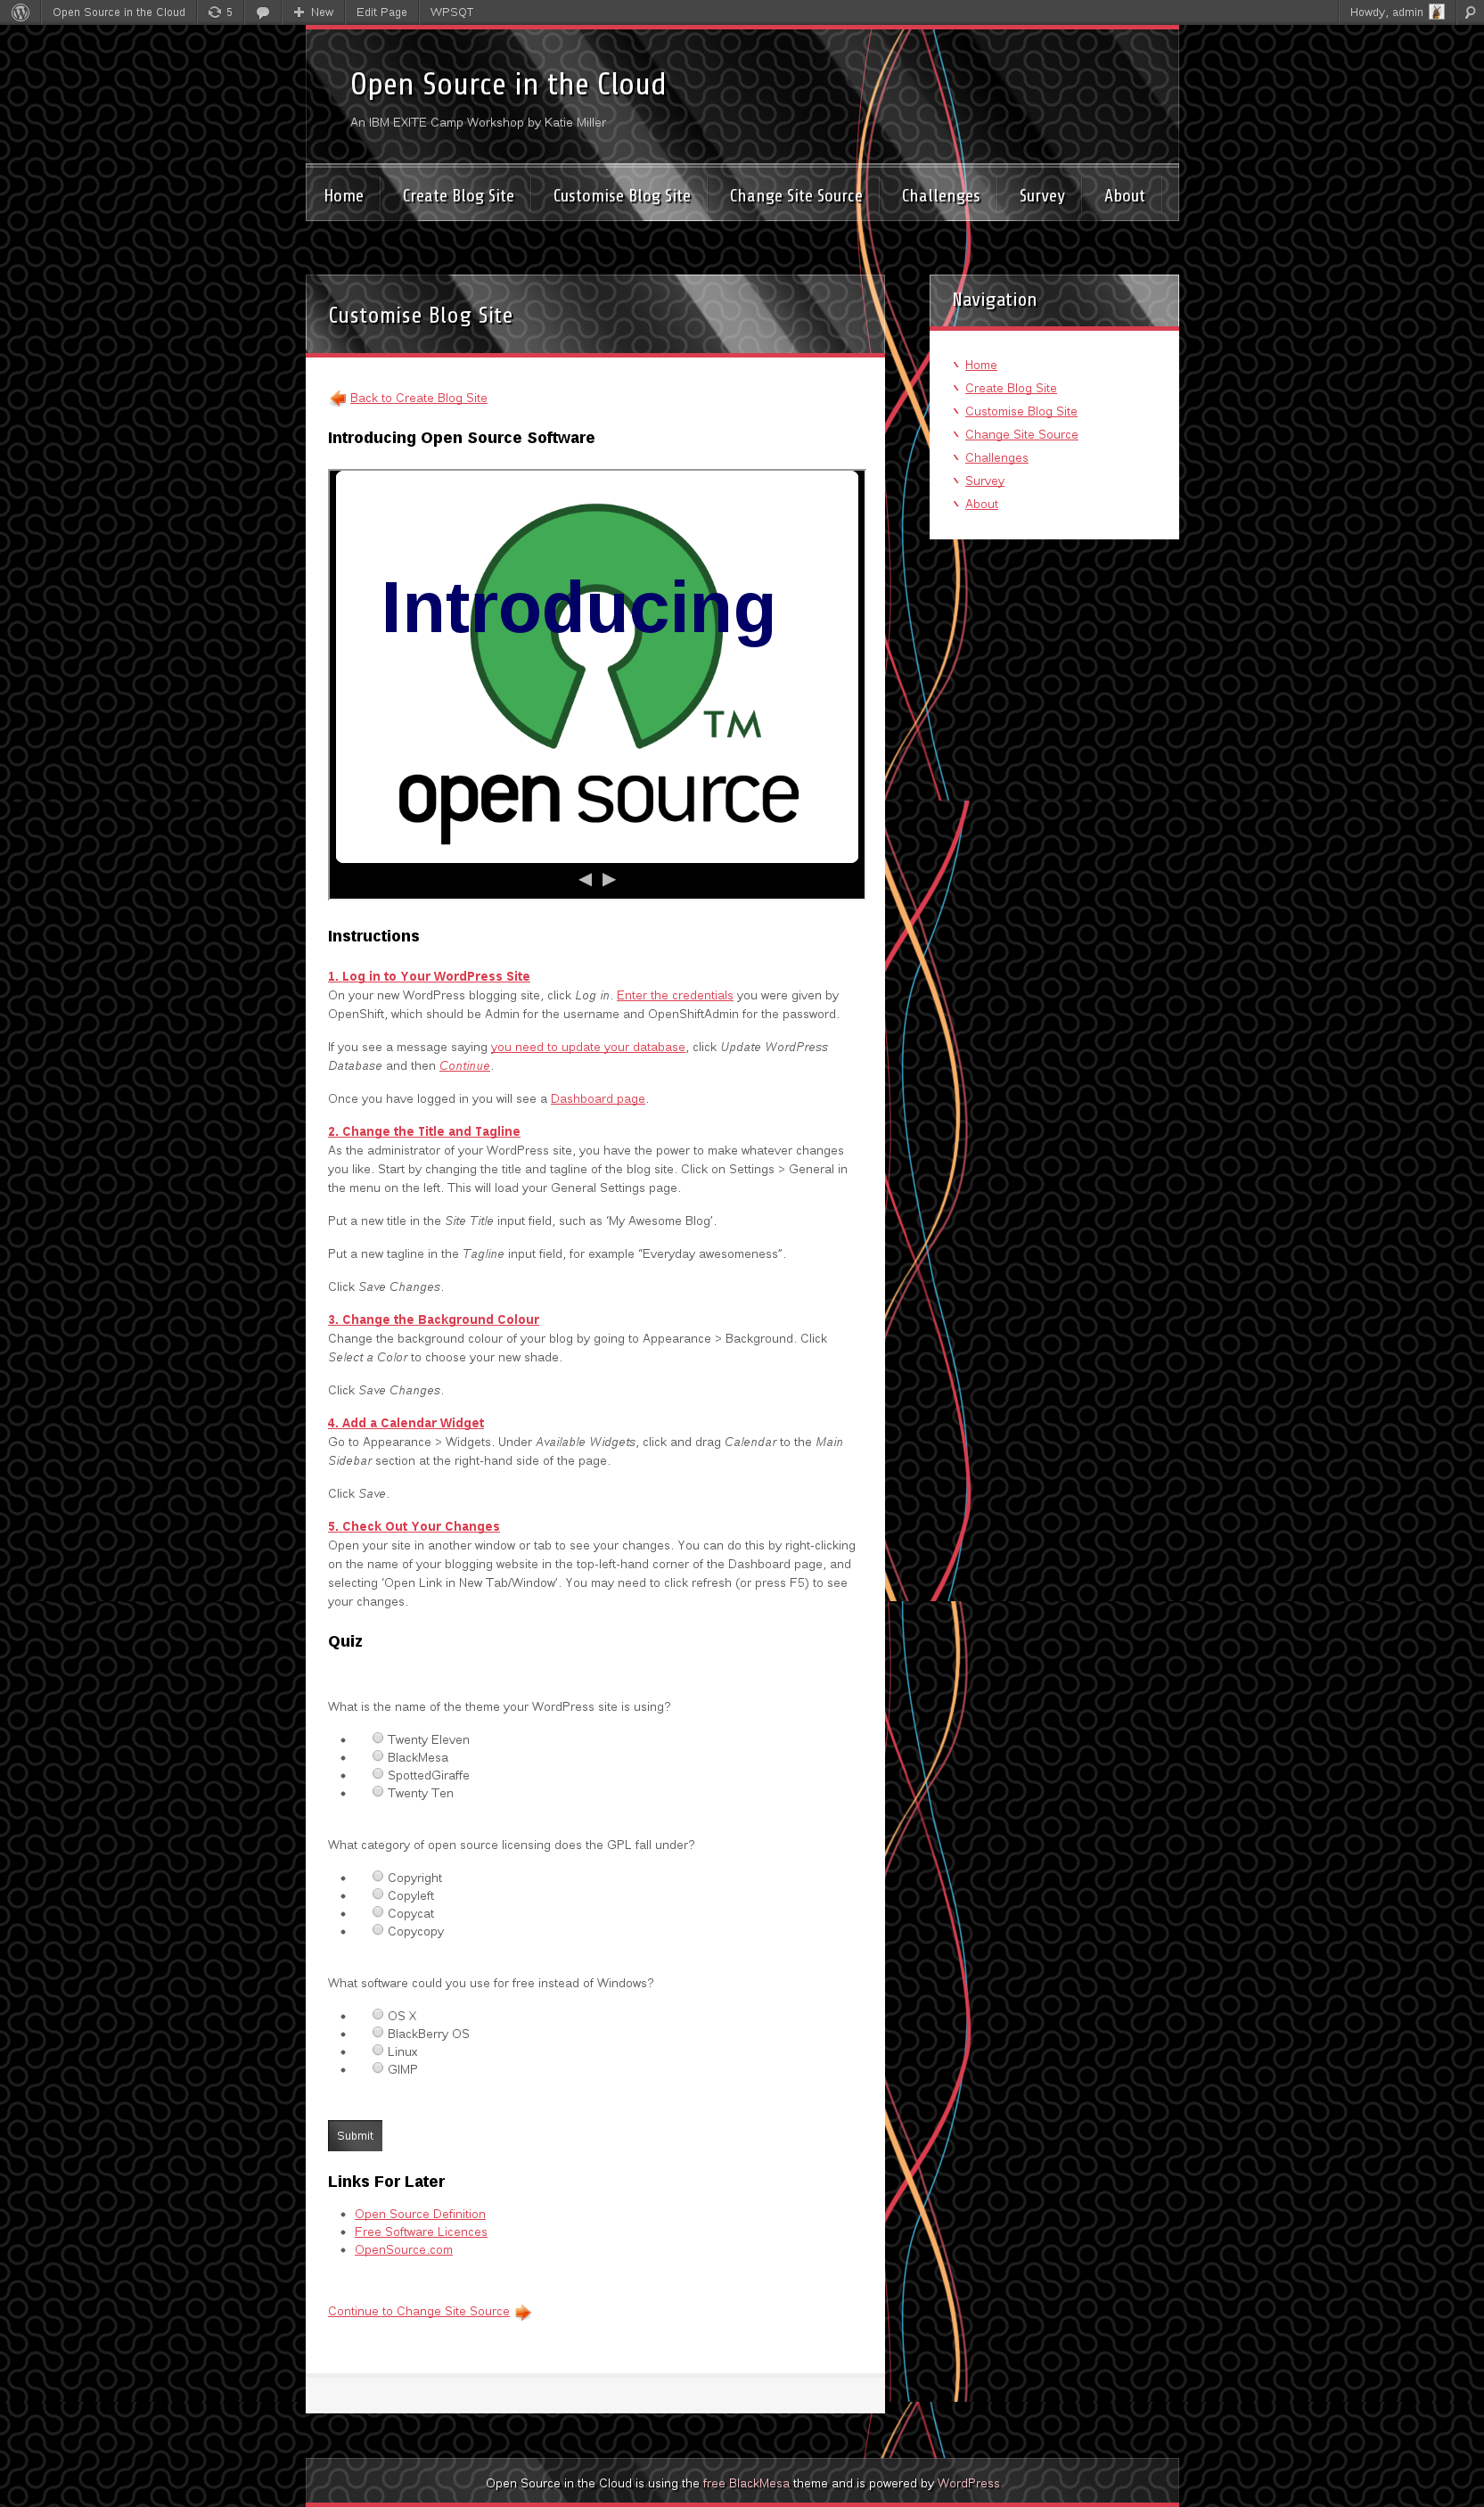 Open Source in the Cloud 5 New Edit Page WPSQT Howdy, admin
Open Source in the Cloud
An IBM EXITE Camp Workshop by Katie Miller
Home Create Blog Site Customise Blog Site Change Site Source Challenges Survey About
Customise Blog Site
Back to Create Blog Site
Introducing Open Source Software
Introducing
TM
open source
Instructions
1. Log in to Your WordPress Site
On your new WordPress blogging site, click Log in. Enter the credentials you were given by
OpenShift, which should be Admin for the username and OpenShiftAdmin for the password.
If you see a message saying you need to update your database, click Update WordPress
Database and then Continue.
Once you have logged in you will see a Dashboard page.
2. Change the Title and Tagline
As the administrator of your WordPress site, you have the power to make whatever changes
you like. Start by changing the title and tagline of the blog site. Click on Settings > General in
the menu on the left. This will load your General Settings page.
Put a new title in the Site Title input field, such as ‘My Awesome Blog’.
Put a new tagline in the Tagline input field, for example “Everyday awesomeness”.
Click Save Changes.
3. Change the Background Colour
Change the background colour of your blog by going to Appearance > Background. Click
Select a Color to choose your new shade.
Click Save Changes.
4. Add a Calendar Widget
Go to Appearance > Widgets. Under Available Widgets, click and drag Calendar to the Main
Sidebar section at the right-hand side of the page.
Click Save.
5. Check Out Your Changes
Open your site in another window or tab to see your changes. You can do this by right-clicking
on the name of your blogging website in the top-left-hand corner of the Dashboard page, and
selecting ‘Open Link in New Tab/Window’. You may need to click refresh (or press F5) to see
your changes.
Quiz
What is the name of the theme your WordPress site is using?
Twenty Eleven
BlackMesa
SpottedGiraffe
Twenty Ten
What category of open source licensing does the GPL fall under?
Copyright
Copyleft
Copycat
Copycopy
What software could you use for free instead of Windows?
OS X
BlackBerry OS
Linux
GIMP
Submit
Links For Later
Open Source Definition
Free Software Licences
OpenSource.com
Continue to Change Site Source
Navigation
Home
Create Blog Site
Customise Blog Site
Change Site Source
Challenges
Survey
About
Open Source in the Cloud is using the free BlackMesa theme and is powered by WordPress